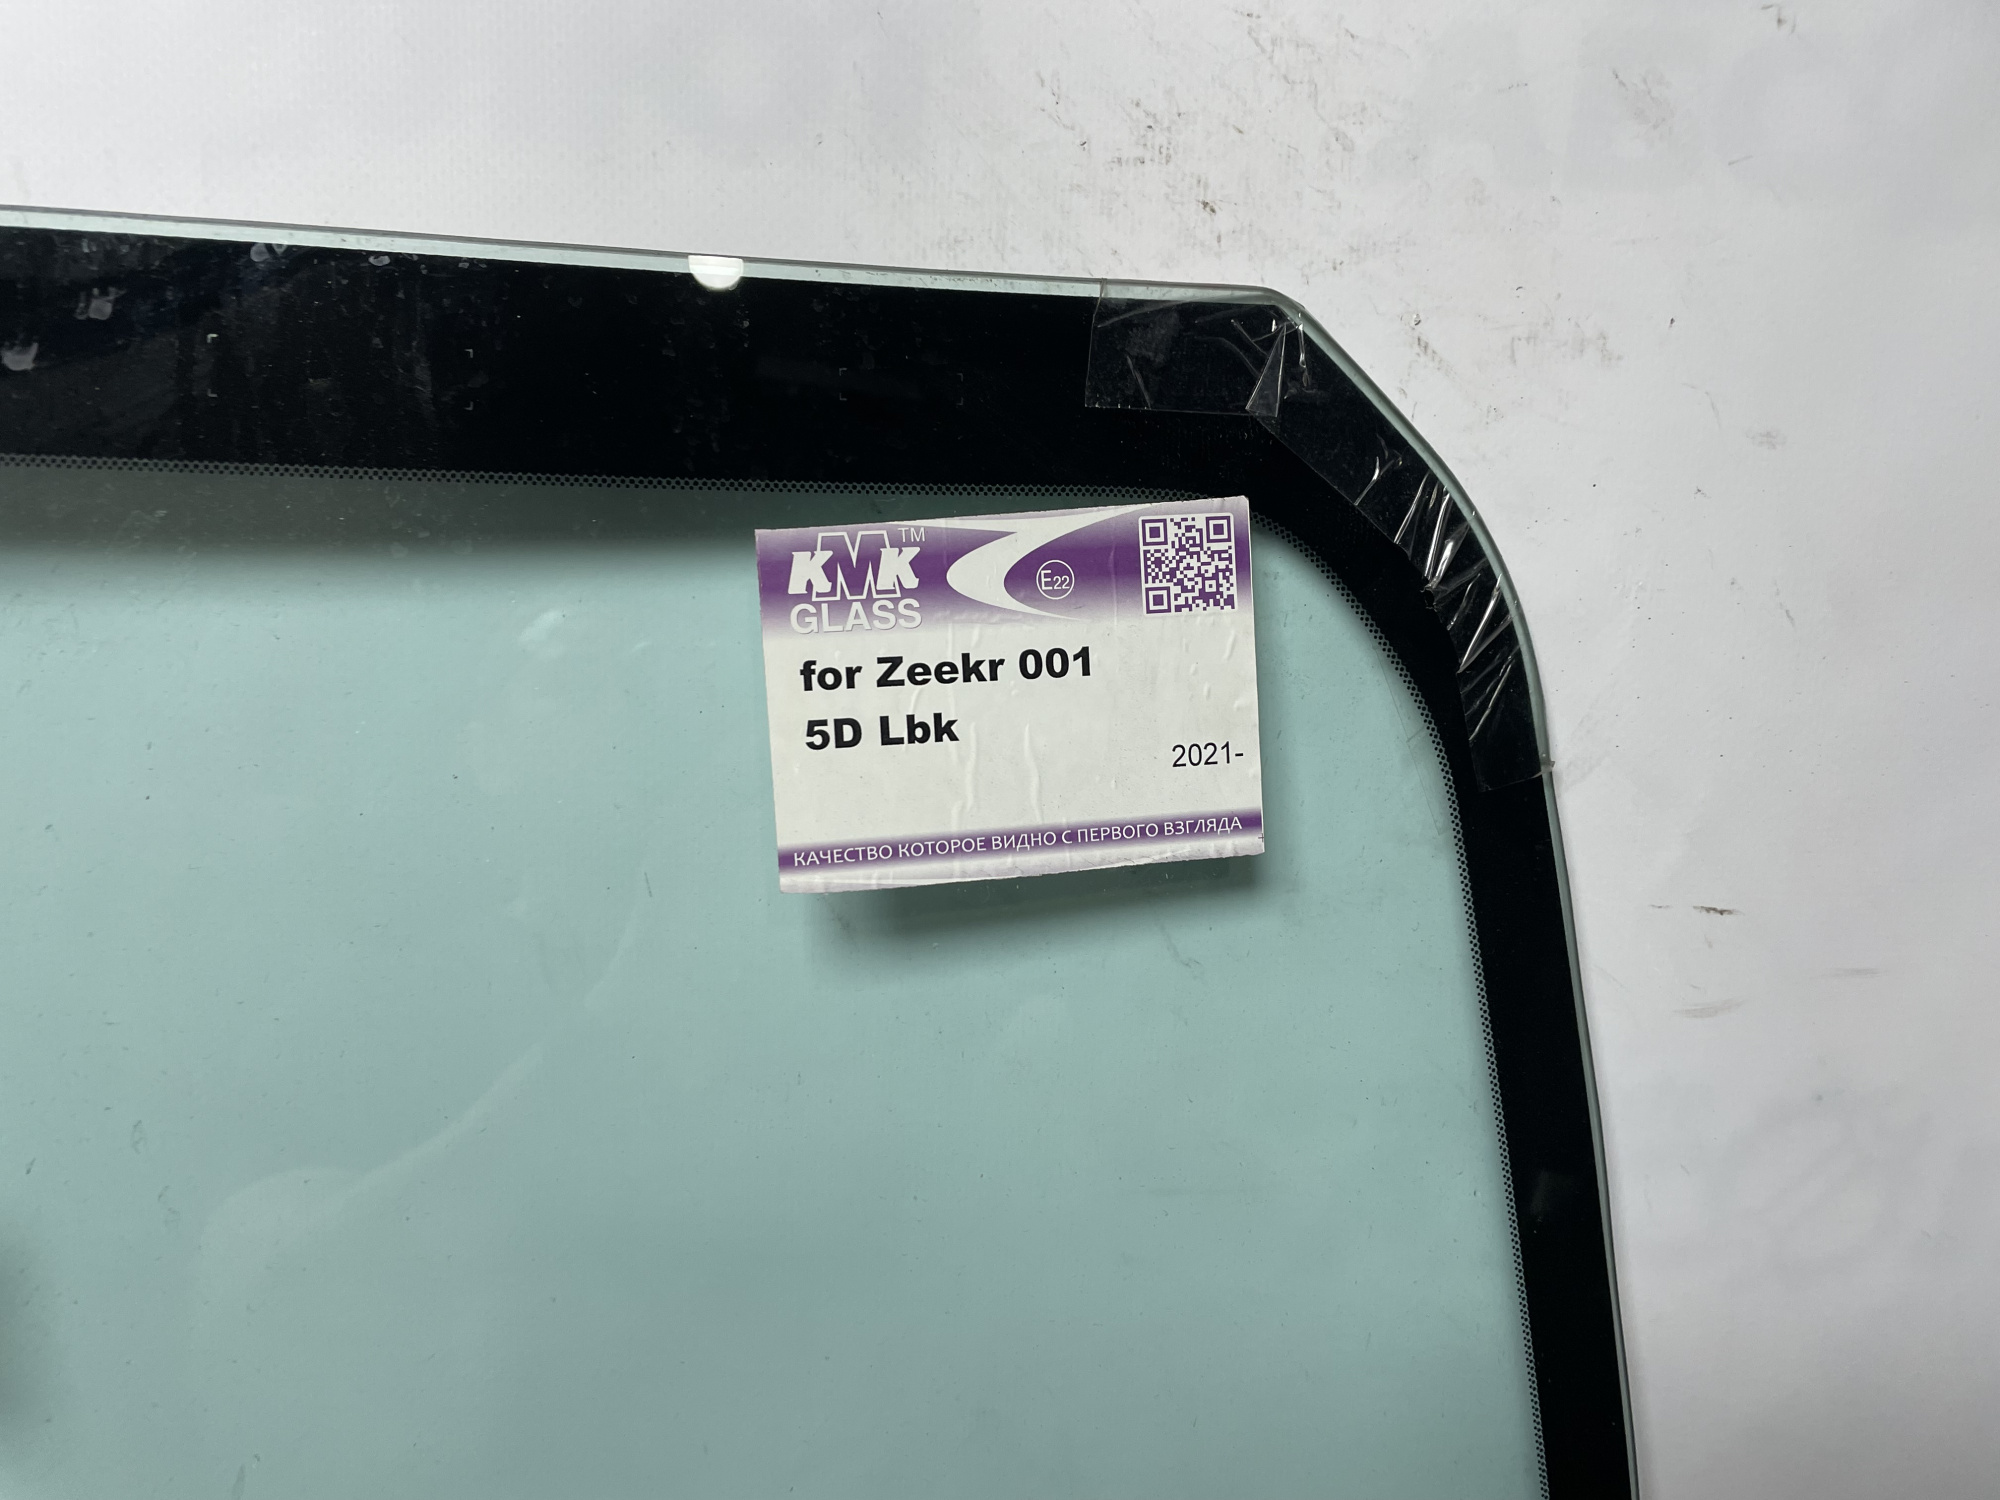 KMK™
GLASS
E22
for Zeekr 001
5D Lbk
2021-
КАЧЕСТВО КОТОРОЕ ВИДНО С ПЕРВОГО ВЗГЛЯДА